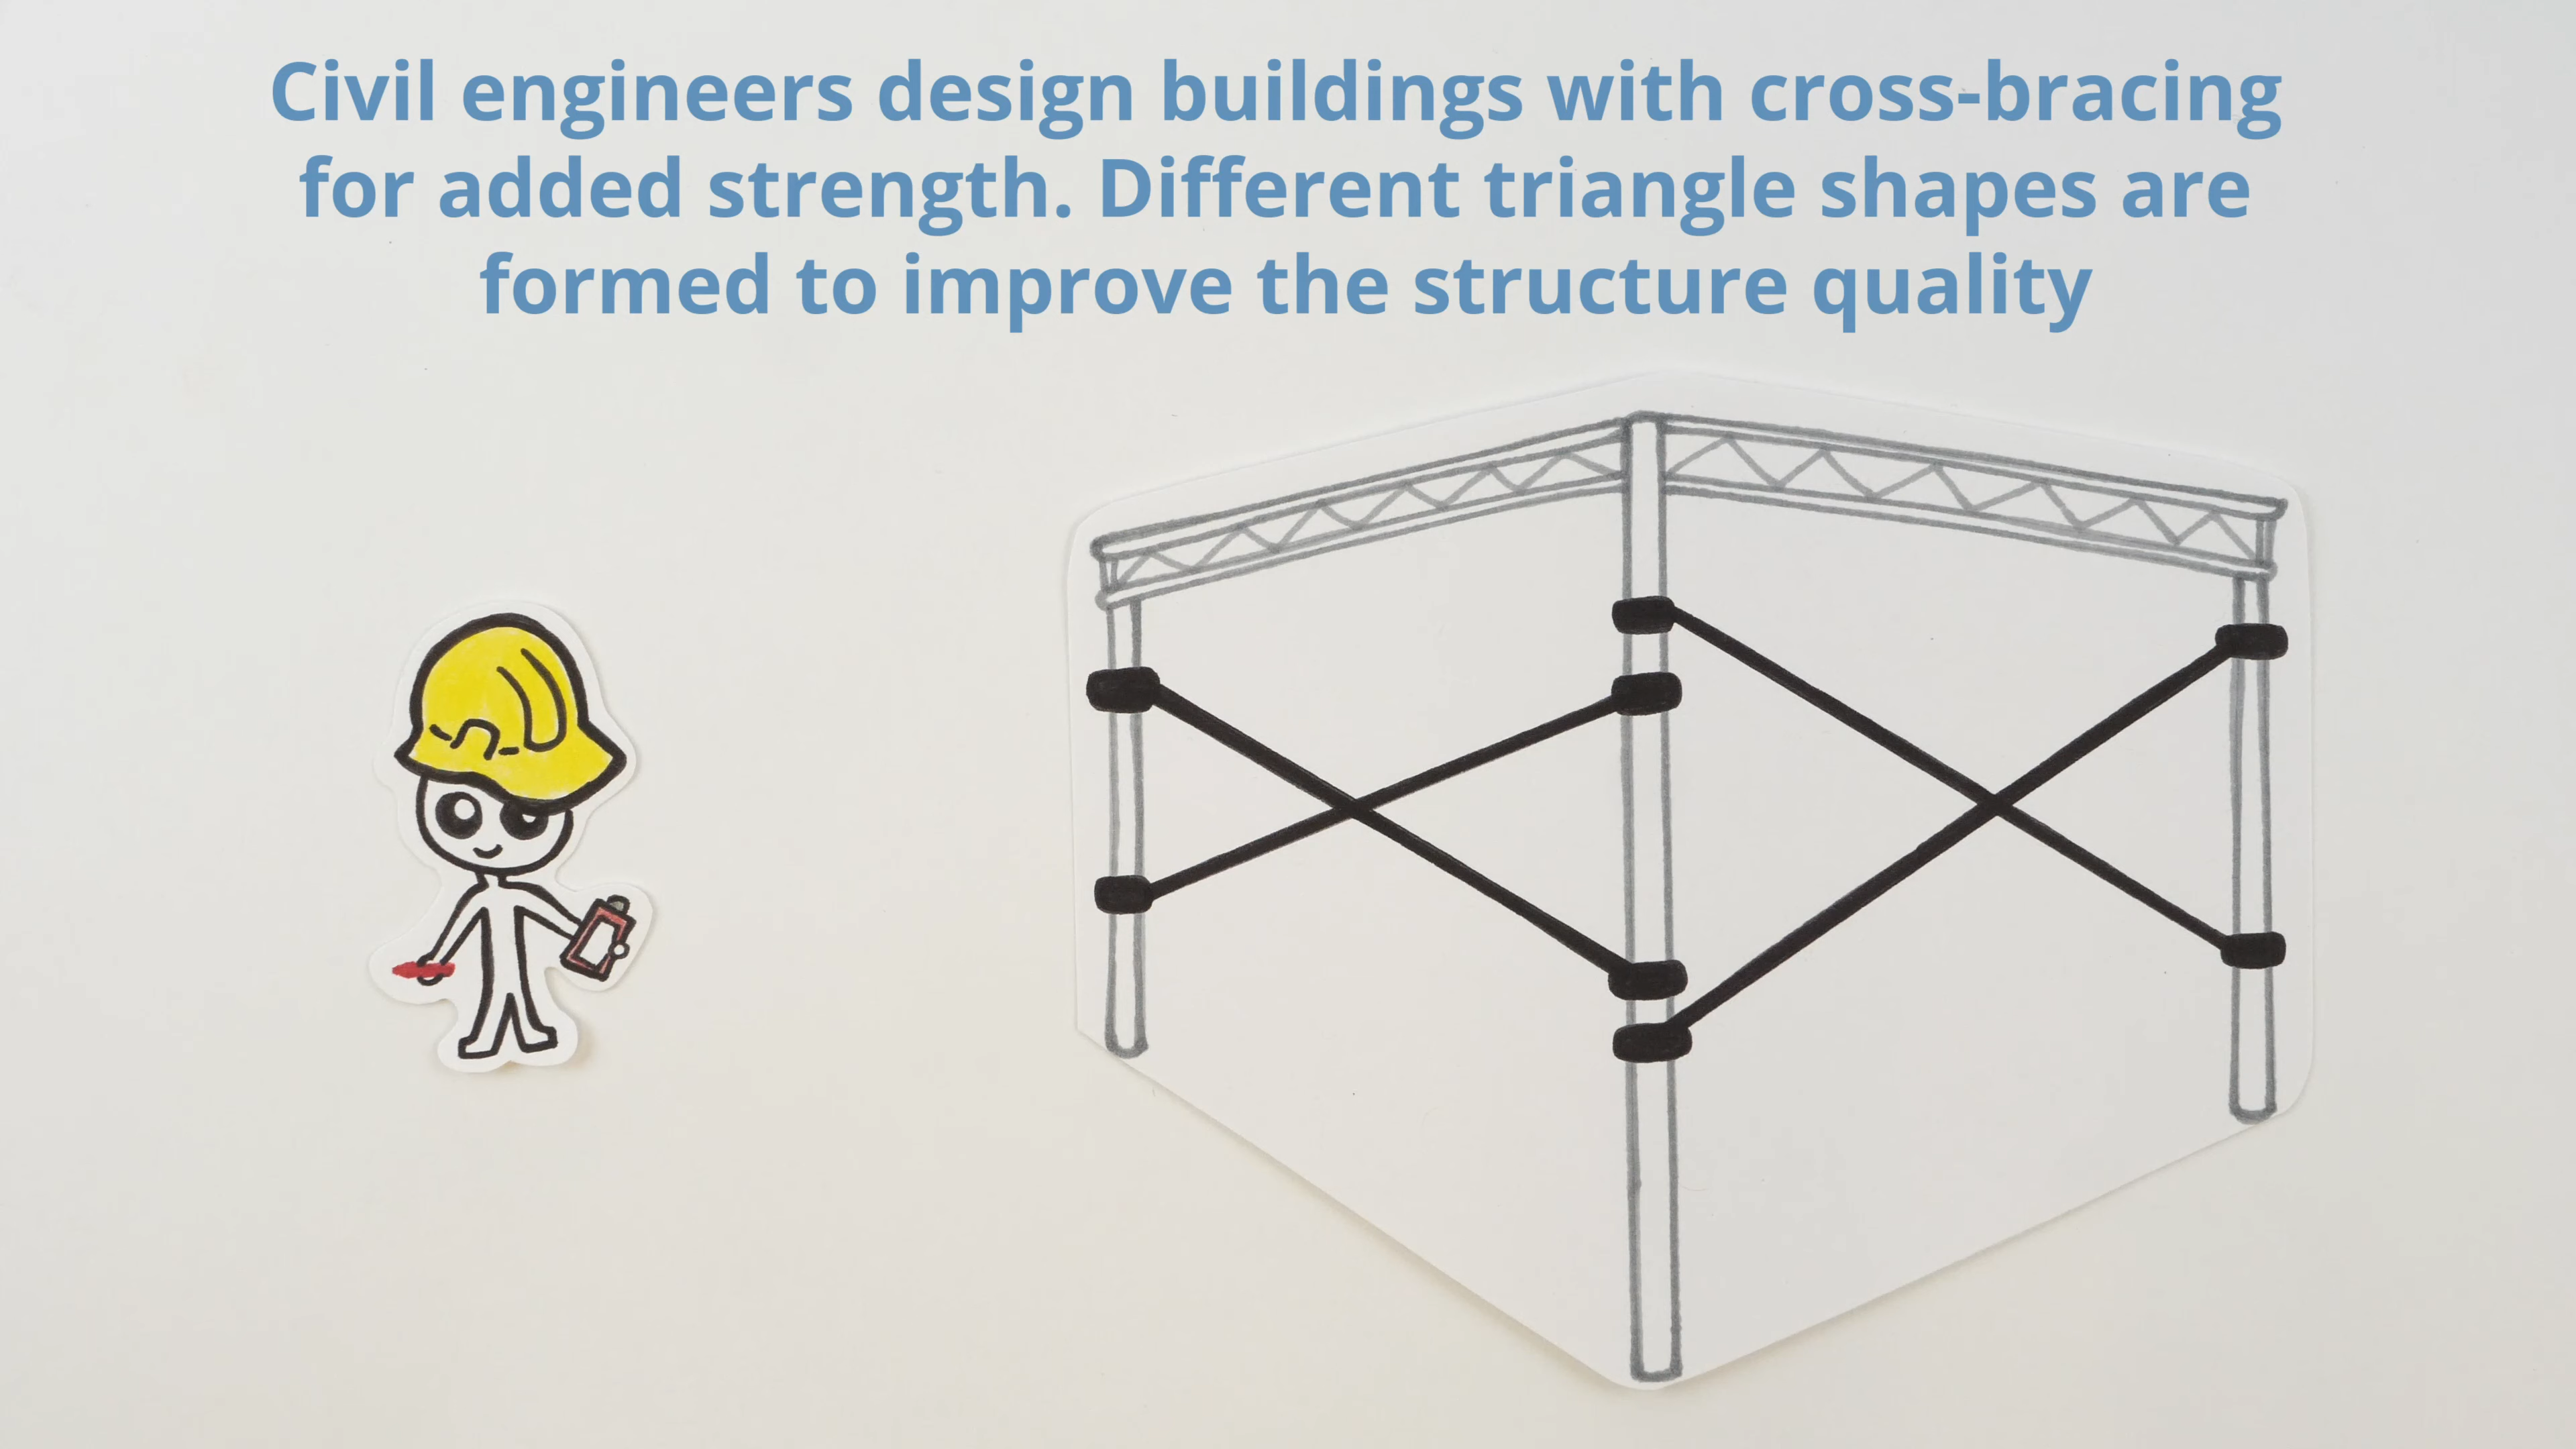 Civil engineers design buildings with cross-bracing
for added strength. Different triangle shapes are
formed to improve the structure quality